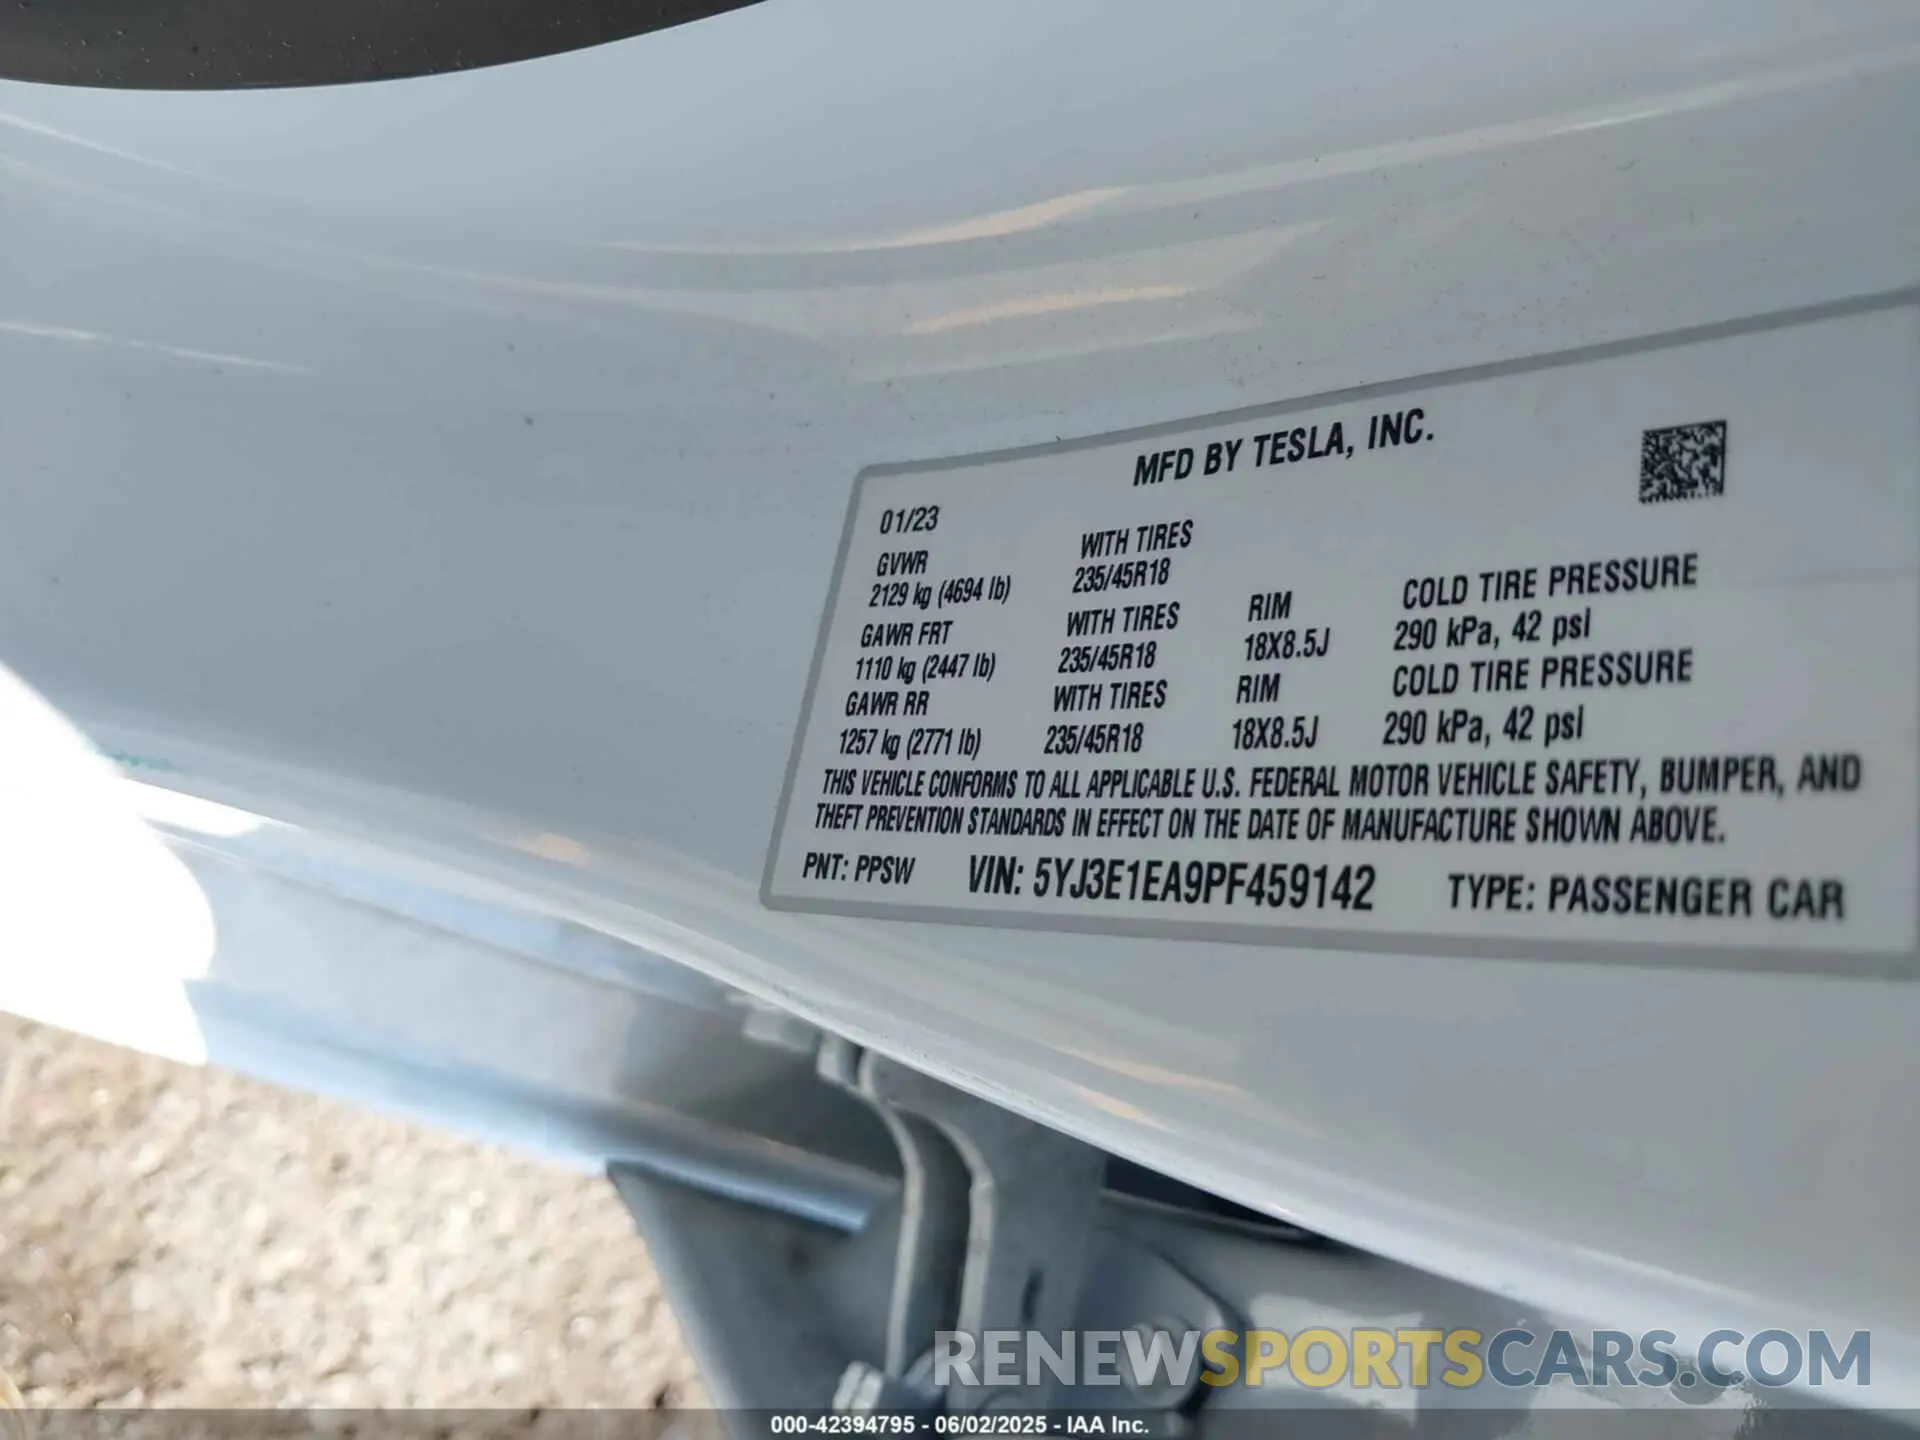 MFD BY TESLA, INC.
01/23
GVWR WITH TIRES
2129 kg (4694 lb) 235/45R18
GAWR FRT WITH TIRES RIM COLD TIRE PRESSURE
1110 kg (2447 lb) 235/45R18 18X8.5J 290 kPa, 42 psi
GAWR RR WITH TIRES RIM COLD TIRE PRESSURE
1257 kg (2771 lb) 235/45R18 18X8.5J 290 kPa, 42 psi
THIS VEHICLE CONFORMS TO ALL APPLICABLE U.S. FEDERAL MOTOR VEHICLE SAFETY, BUMPER, AND
THEFT PREVENTION STANDARDS IN EFFECT ON THE DATE OF MANUFACTURE SHOWN ABOVE.
PNT: PPSW VIN: 5YJ3E1EA9PF459142 TYPE: PASSENGER CAR
RENEWSPORTSCARS.COM
000-42394795 - 06/02/2025 - IAA Inc.